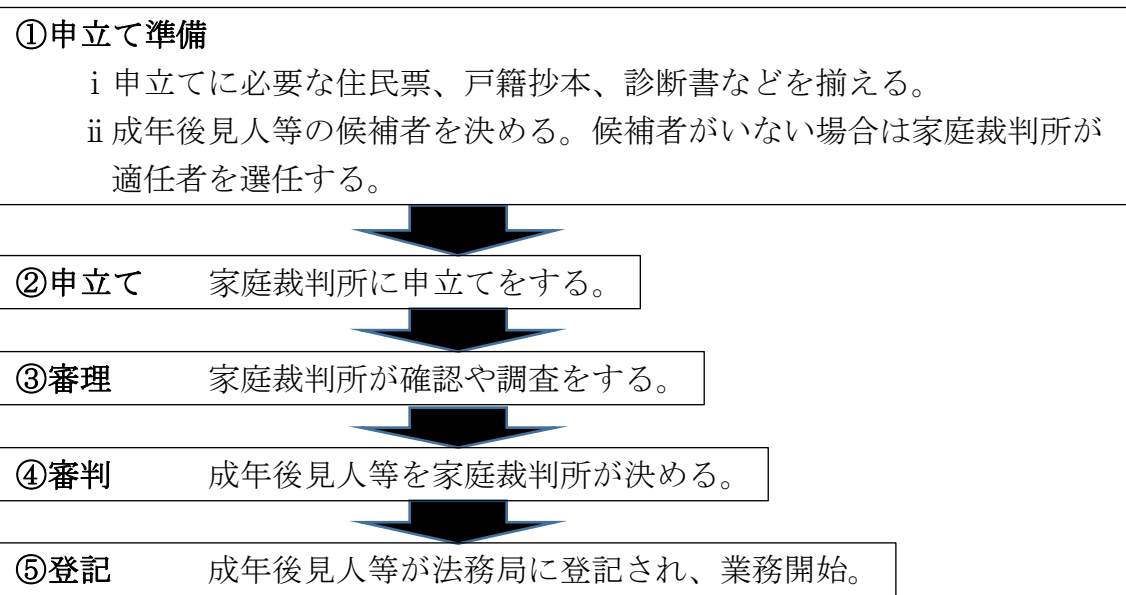 ①申立て準備
ⅰ申立てに必要な住民票、戸籍抄本、診断書などを揃える。
ⅱ成年後見人等の候補者を決める。候補者がいない場合は家庭裁判所が
適任者を選任する。
②申立て　　家庭裁判所に申立てをする。
③審理　　　家庭裁判所が確認や調査をする。
④審判　　　成年後見人等を家庭裁判所が決める。
⑤登記　　　成年後見人等が法務局に登記され、業務開始。